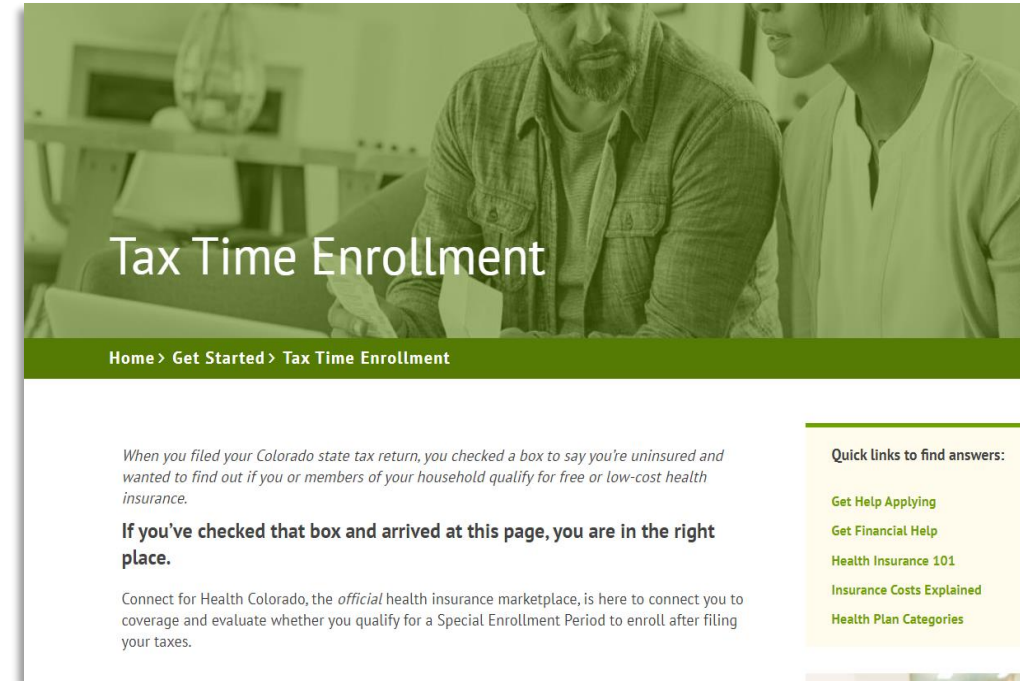 Tax Time Enrollment
Home > Get Started > Tax Time Enrollment
When you filed your Colorado state tax return, you checked a box to say you're uninsured and
wanted to find out if you or members of your household qualify for free or low-cost health
insurance.
If you've checked that box and arrived at this page, you are in the right
place.
Connect for Health Colorado, the official health insurance marketplace, is here to connect you to
coverage and evaluate whether you qualify for a Special Enrollment Period to enroll after filing
your taxes.
Quick links to find answers:
Get Help Applying
Get Financial Help
Health Insurance 101
Insurance Costs Explained
Health Plan Categories